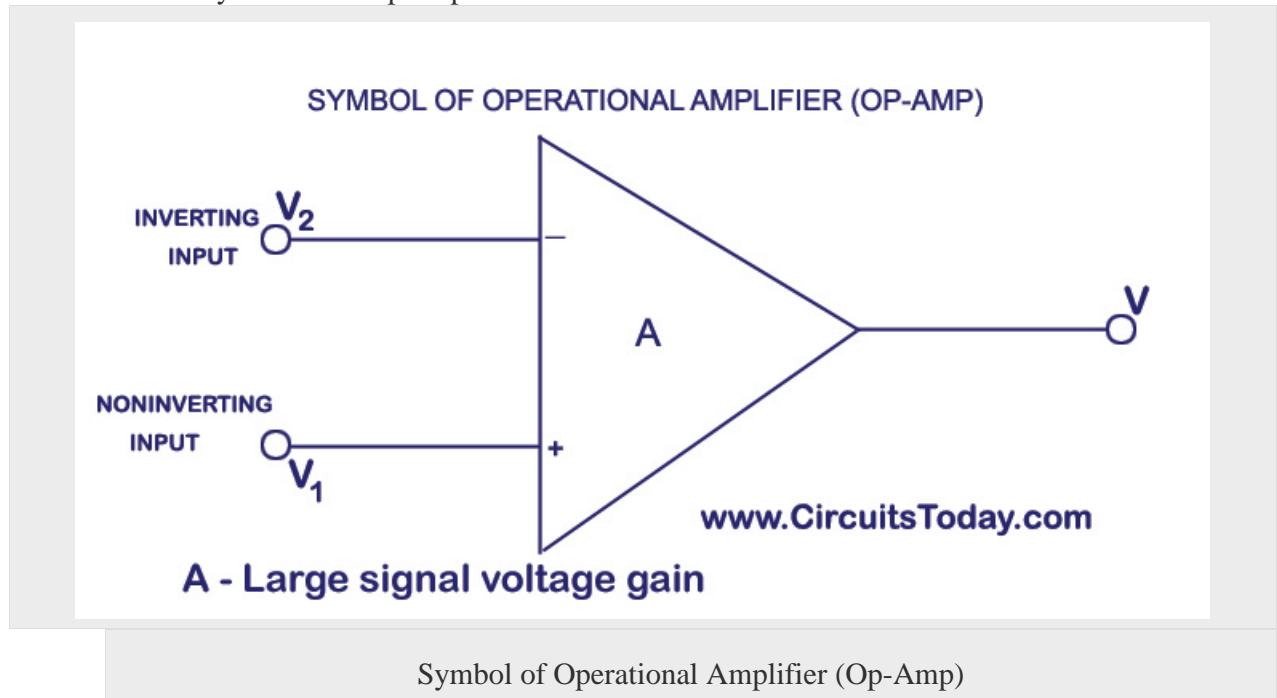 SYMBOL OF OPERATIONAL AMPLIFIER (OP-AMP)
V2
INVERTING
INPUT
–
A
V
NONINVERTING
INPUT
+
V1
www.CircuitsToday.com
A - Large signal voltage gain
Symbol of Operational Amplifier (Op-Amp)